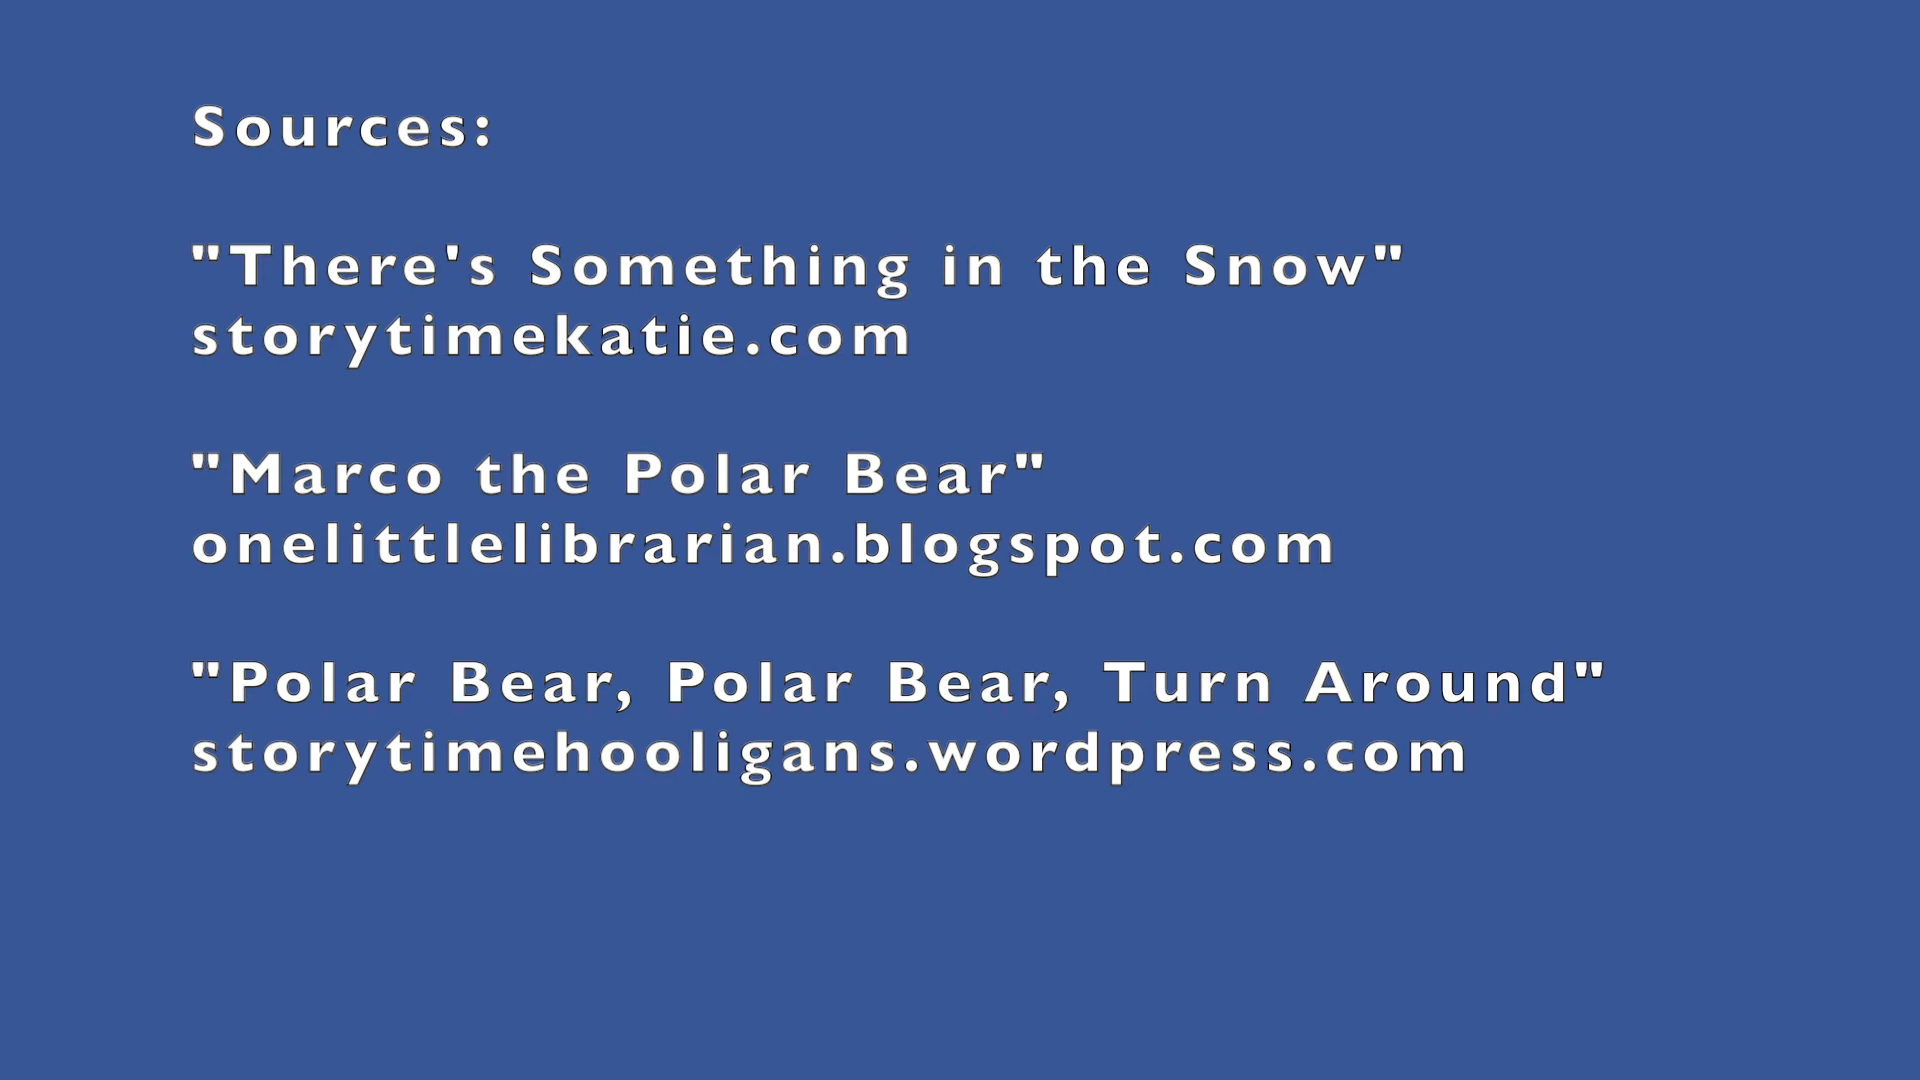 Sources:
"There's Something in the Snow"
storytimekatie.com
"Marco the Polar Bear"
onelittlelibrarian.blogspot.com
"Polar Bear, Polar Bear, Turn Around"
storytimehooligans.wordpress.com